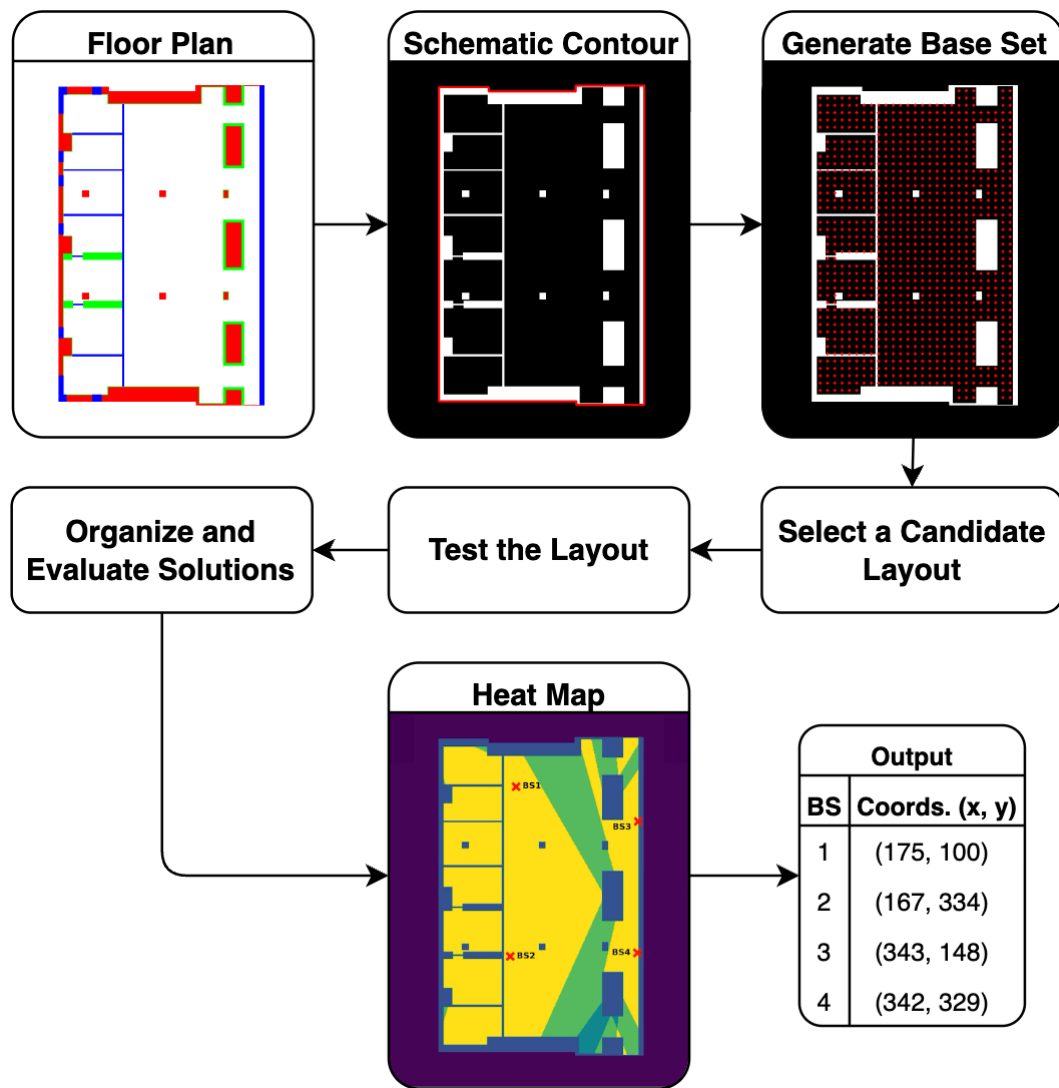 Floor Plan
Schematic Contour
Generate Base Set
Select a Candidate
Layout
Test the Layout
Organize and
Evaluate Solutions
Heat Map
BS1
BS3
BS2
BS4
Output
BS Coords. (x, y)
1 (175, 100)
2 (167, 334)
3 (343, 148)
4 (342, 329)